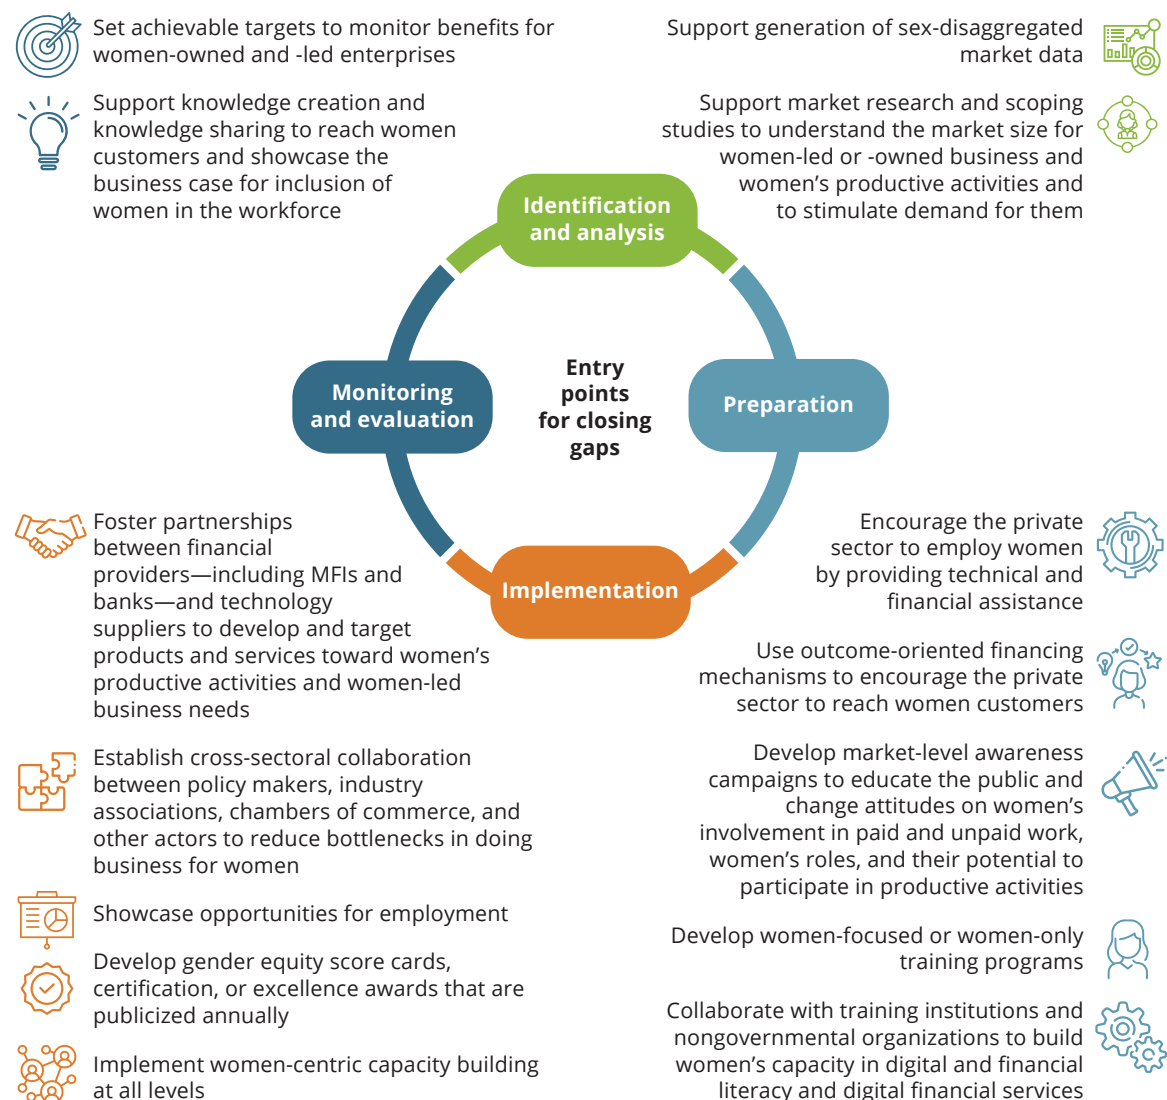 Set achievable targets to monitor benefits for
women-owned and -led enterprises
Support knowledge creation and
knowledge sharing to reach women
customers and showcase the
business case for inclusion of
women in the workforce
Support generation of sex-disaggregated
market data
Support market research and scoping
studies to understand the market size for
women-led or -owned business and
women’s productive activities and
to stimulate demand for them
Identification
and analysis
Monitoring
and evaluation
Entry
points
for closing
gaps
Preparation
Implementation
Foster partnerships
between financial
providers—including MFIs and
banks—and technology
suppliers to develop and target
products and services toward women’s
productive activities and women-led
business needs
Establish cross-sectoral collaboration
between policy makers, industry
associations, chambers of commerce, and
other actors to reduce bottlenecks in doing
business for women
Showcase opportunities for employment
Develop gender equity score cards,
certification, or excellence awards that are
publicized annually
Implement women-centric capacity building
at all levels
Encourage the private
sector to employ women
by providing technical and
financial assistance
Use outcome-oriented financing
mechanisms to encourage the private
sector to reach women customers
Develop market-level awareness
campaigns to educate the public and
change attitudes on women’s
involvement in paid and unpaid work,
women’s roles, and their potential to
participate in productive activities
Develop women-focused or women-only
training programs
Collaborate with training institutions and
nongovernmental organizations to build
women’s capacity in digital and financial
literacy and digital financial services